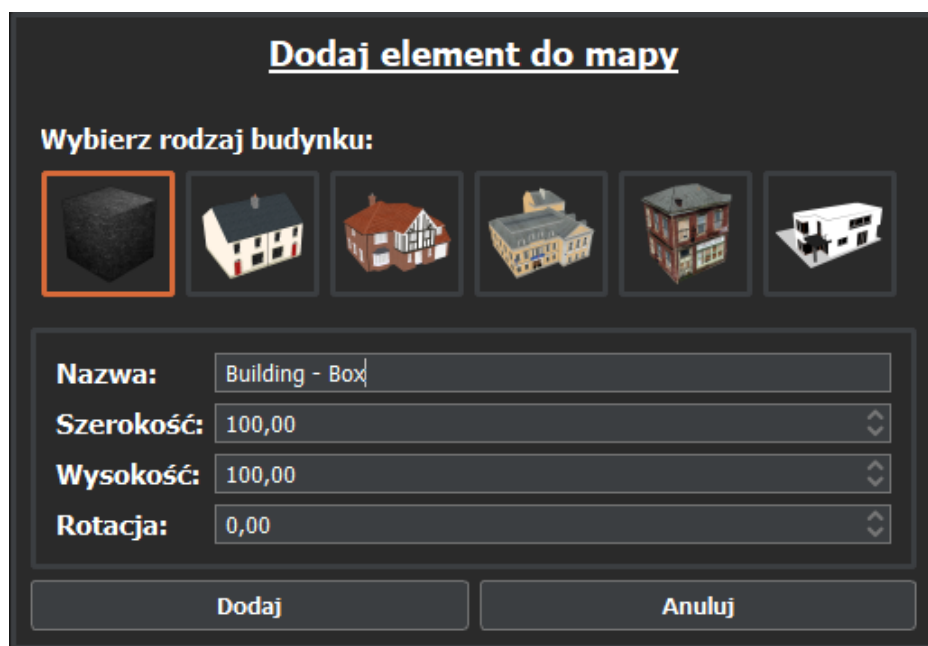 Dodaj element do mapy
Wybierz rodzaj budynku:
Nazwa: Building - Box
Szerokość: 100,00
Wysokość: 100,00
Rotacja: 0,00
Dodaj Anuluj